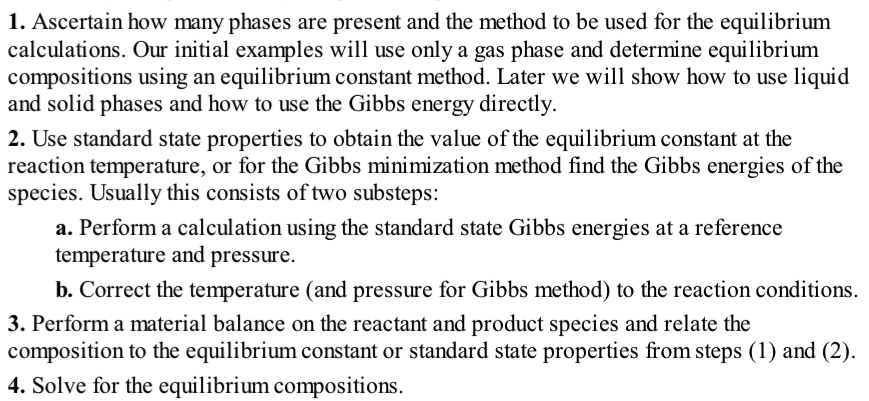 1. Ascertain how many phases are present and the method to be used for the equilibrium
calculations. Our initial examples will use only a gas phase and determine equilibrium
compositions using an equilibrium constant method. Later we will show how to use liquid
and solid phases and how to use the Gibbs energy directly.
2. Use standard state properties to obtain the value of the equilibrium constant at the
reaction temperature, or for the Gibbs minimization method find the Gibbs energies of the
species. Usually this consists of two substeps:
a. Perform a calculation using the standard state Gibbs energies at a reference
temperature and pressure.
b. Correct the temperature (and pressure for Gibbs method) to the reaction conditions.
3. Perform a material balance on the reactant and product species and relate the
composition to the equilibrium constant or standard state properties from steps (1) and (2).
4. Solve for the equilibrium compositions.